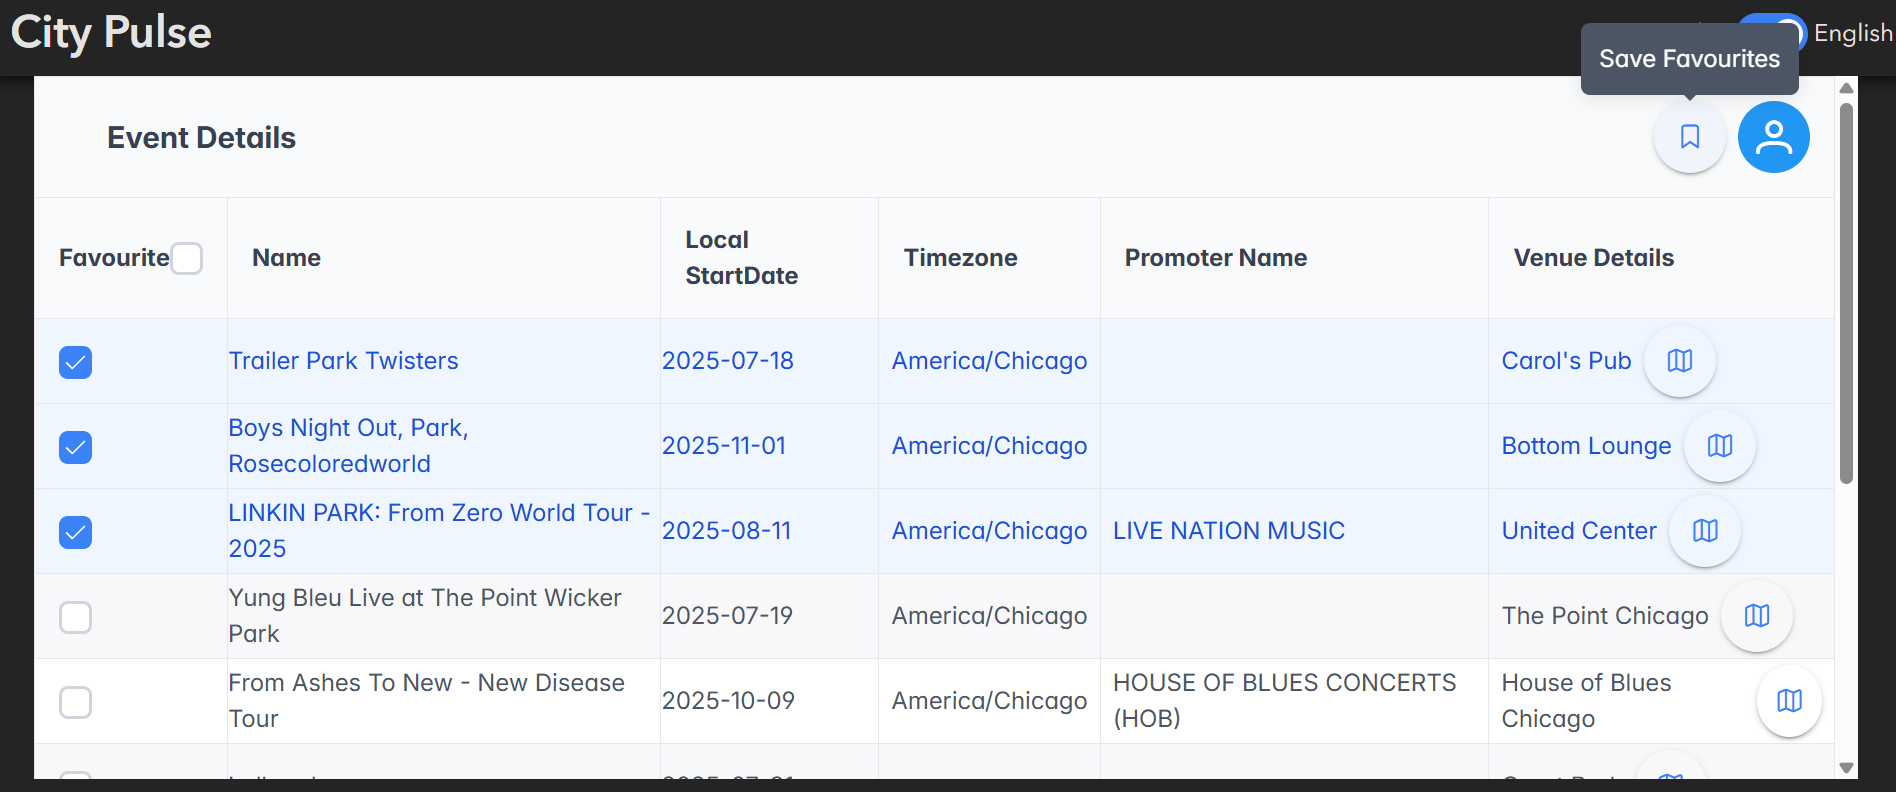 City Pulse
English
Save Favourites
Event Details
Favourite
Name
Local
StartDate
Timezone
Promoter Name
Venue Details
Trailer Park Twisters
2025-07-18
America/Chicago
Carol's Pub
Boys Night Out, Park,
Rosecoloredworld
2025-11-01
America/Chicago
Bottom Lounge
LINKIN PARK: From Zero World Tour -
2025
2025-08-11
America/Chicago
LIVE NATION MUSIC
United Center
Yung Bleu Live at The Point Wicker
Park
2025-07-19
America/Chicago
The Point Chicago
From Ashes To New - New Disease
Tour
2025-10-09
America/Chicago
HOUSE OF BLUES CONCERTS
(HOB)
House of Blues
Chicago